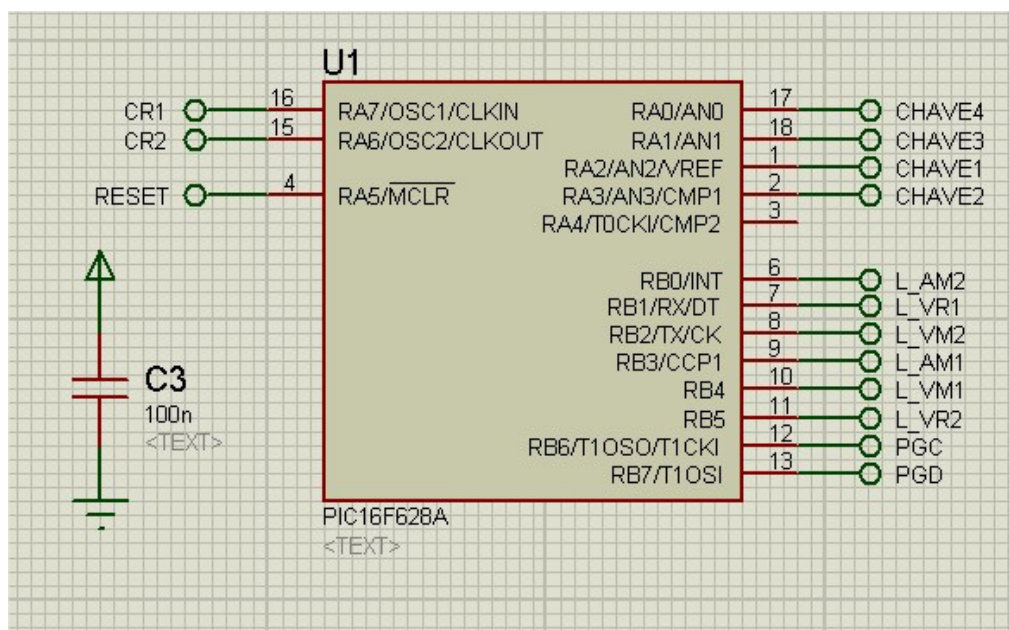 U1
CR1 16 RA7/OSC1/CLKIN RA0/AN0 17 CHAVE4
CR2 15 RA6/OSC2/CLKOUT RA1/AN1 18 CHAVE3
RA2/AN2/VREF 1 CHAVE1
RESET 4 RA5/MCLR RA3/AN3/CMP1 2 CHAVE2
RA4/T0CKI/CMP2 3
RB0/INT 6 L_AM2
RB1/RX/DT 7 L_VR1
RB2/TX/CK 8 L_VM2
RB3/CCP1 9 L_AM1
RB4 10 L_VM1
RB5 11 L_VR2
RB6/T1OSO/T1CKI 12 PGC
RB7/T1OSI 13 PGD
C3
100n
<TEXT>
PIC16F628A
<TEXT>